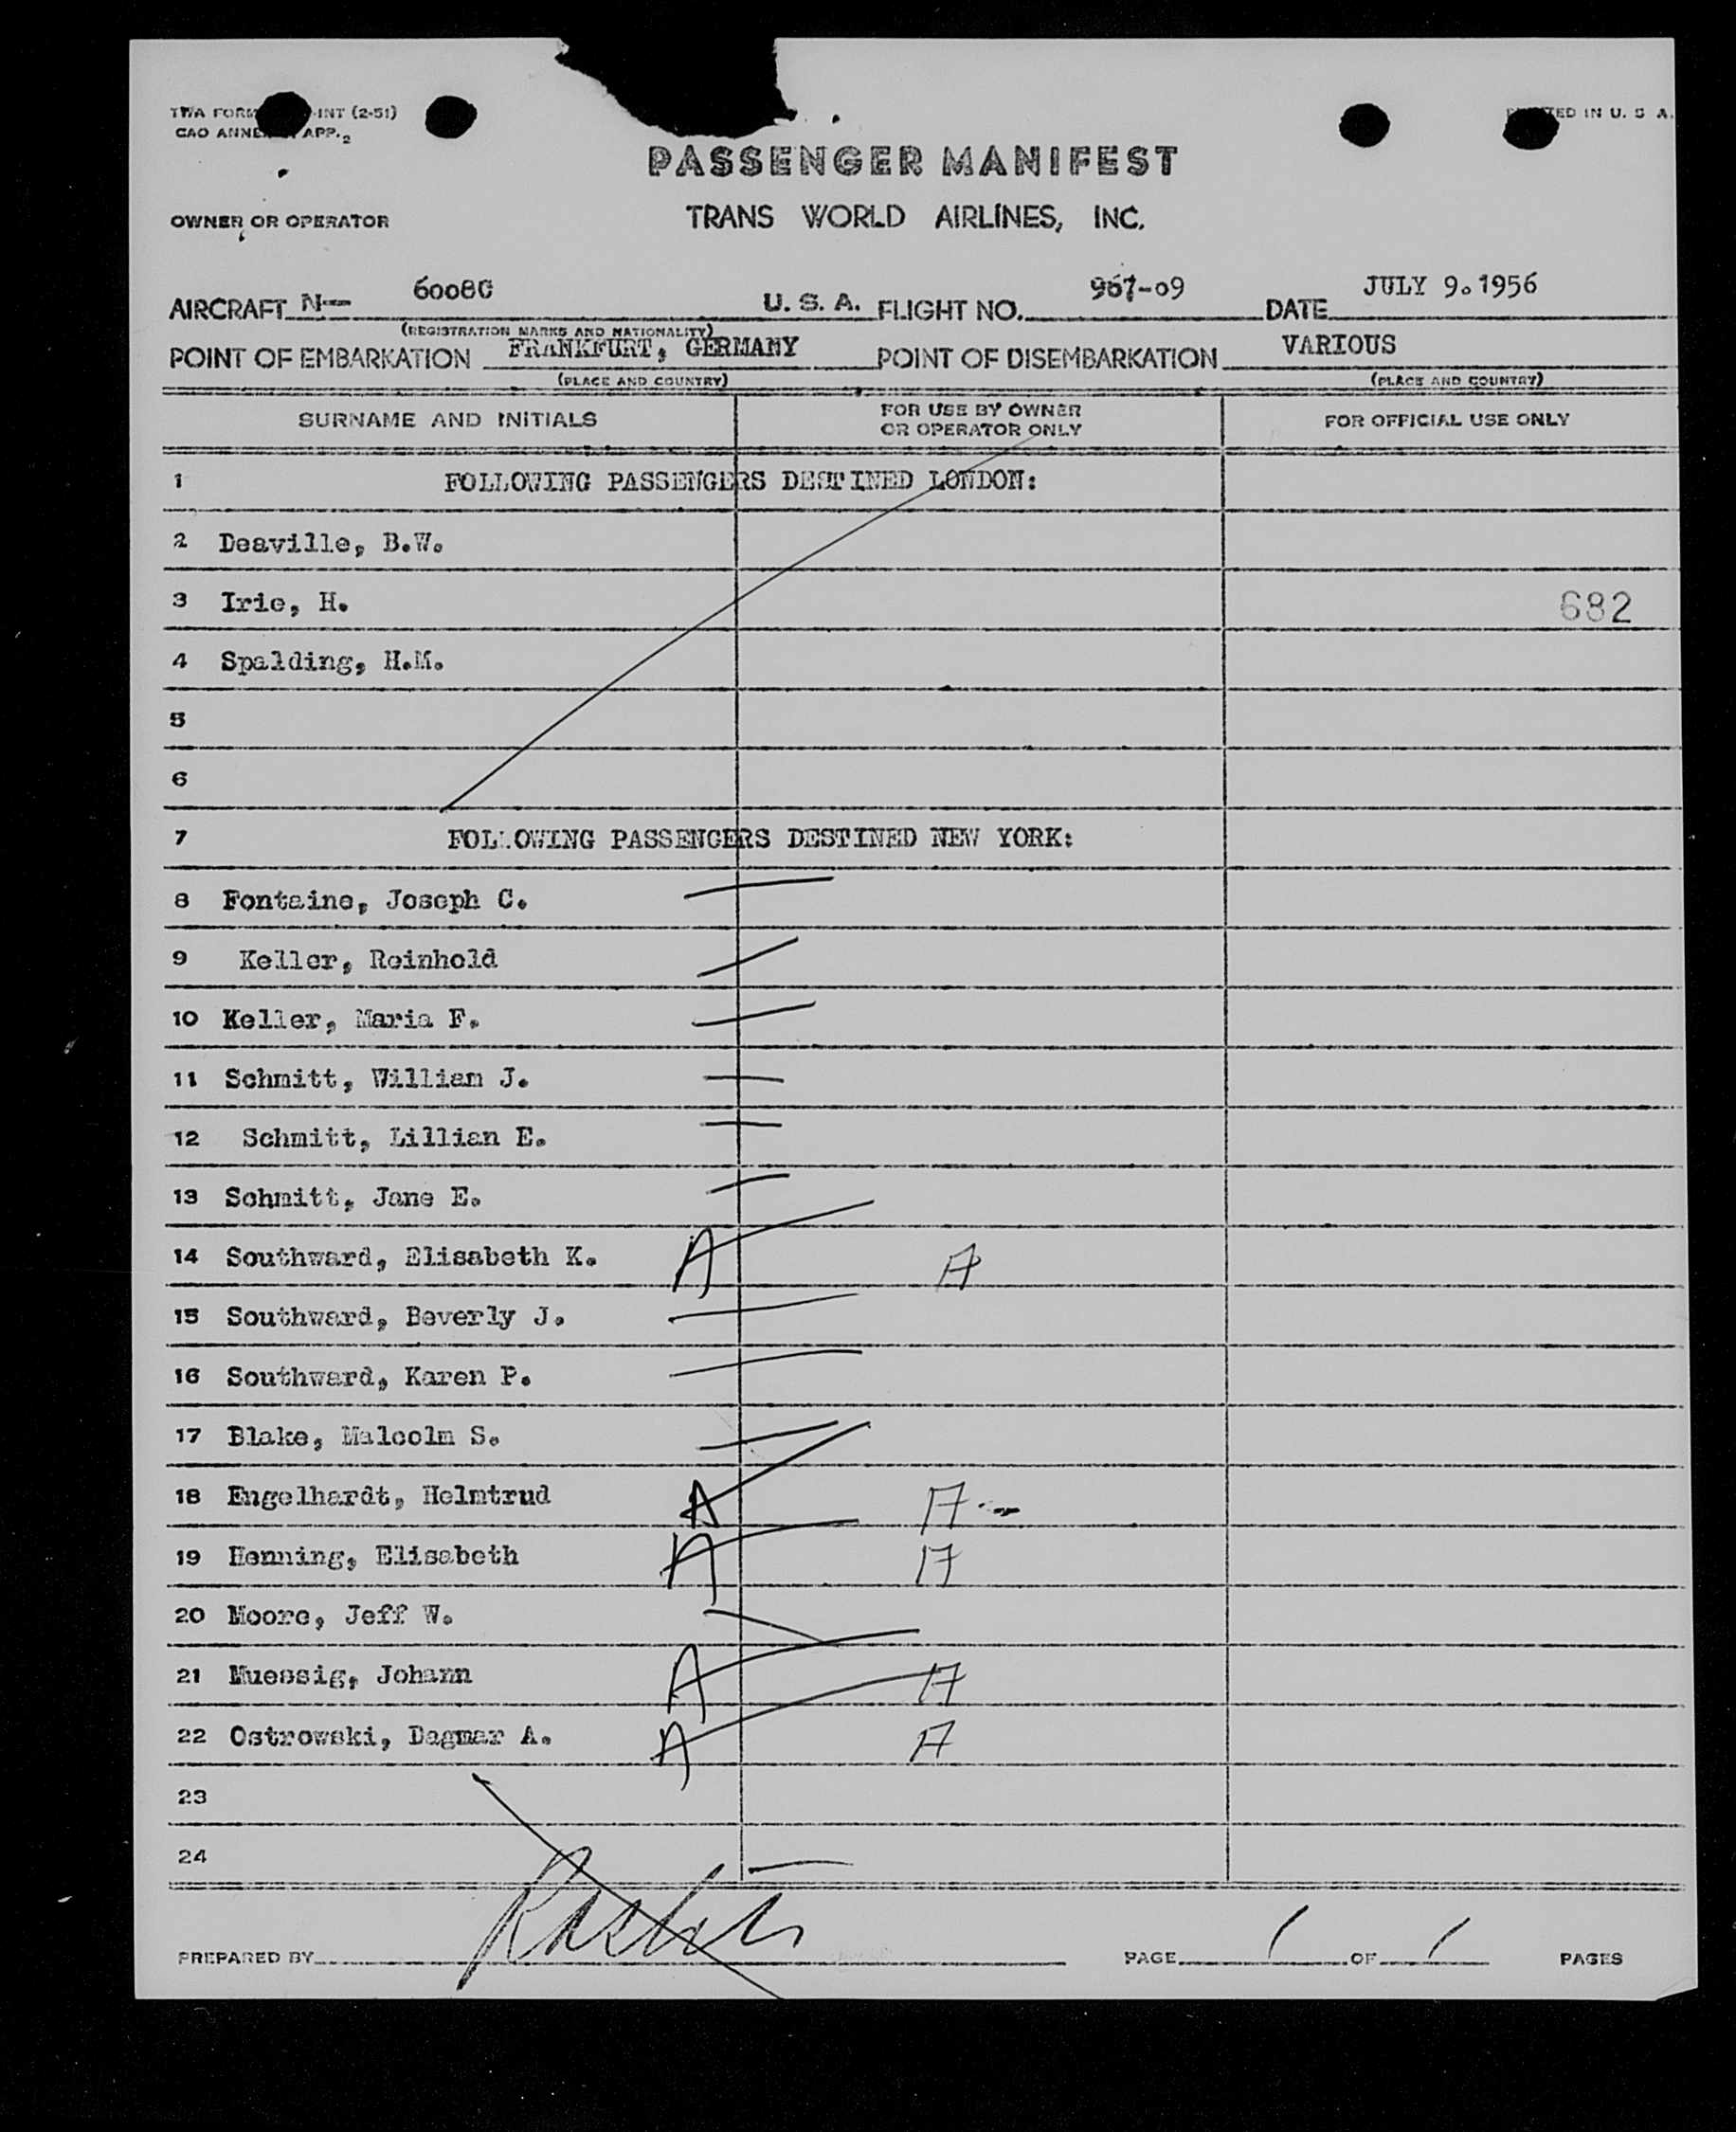 TWA FORM -INT (2-51)
CAO ANNE APP. 2
TED IN U. S A.
PASSENGER MANIFEST
OWNER OR OPERATOR TRANS WORLD AIRLINES, INC.
AIRCRAFT N-- 6008C U. S. A. FLIGHT NO. 967-09 DATE JULY 9.1956
(REGISTRATION MARKS AND NATIONALITY)
POINT OF EMBARKATION FRANKFURT, GERMANY POINT OF DISEMBARKATION VARIOUS
(PLACE AND COUNTRY) (PLACE AND COUNTRY)
SURNAME AND INITIALS FOR USE BY OWNER OR OPERATOR ONLY FOR OFFICIAL USE ONLY
1 FOLLOWING PASSENGERS DESTINED LONDON:
2 Deaville, B.W.
3 Irie, H. 682
4 Spalding, H.M.
5
6
7 FOLLOWING PASSENGERS DESTINED NEW YORK:
8 Fontaine, Joseph C.
9 Keller, Reinhold
10 Keller, Maria F.
11 Schmitt, William J.
12 Schmitt, Lillian E.
13 Schmitt, Jane E.
14 Southward, Elisabeth K. A A
15 Southward, Beverly J.
16 Southward, Karen P.
17 Blake, Malcolm S.
18 Engelhardt, Helmtrud A A
19 Henning, Elisabeth A A
20 Moore, Jeff W.
21 Muessig, Johann A A
22 Ostrowski, Dagmar A. A A
23
24
PREPARED BY PAGE 1 OF 1 PAGES